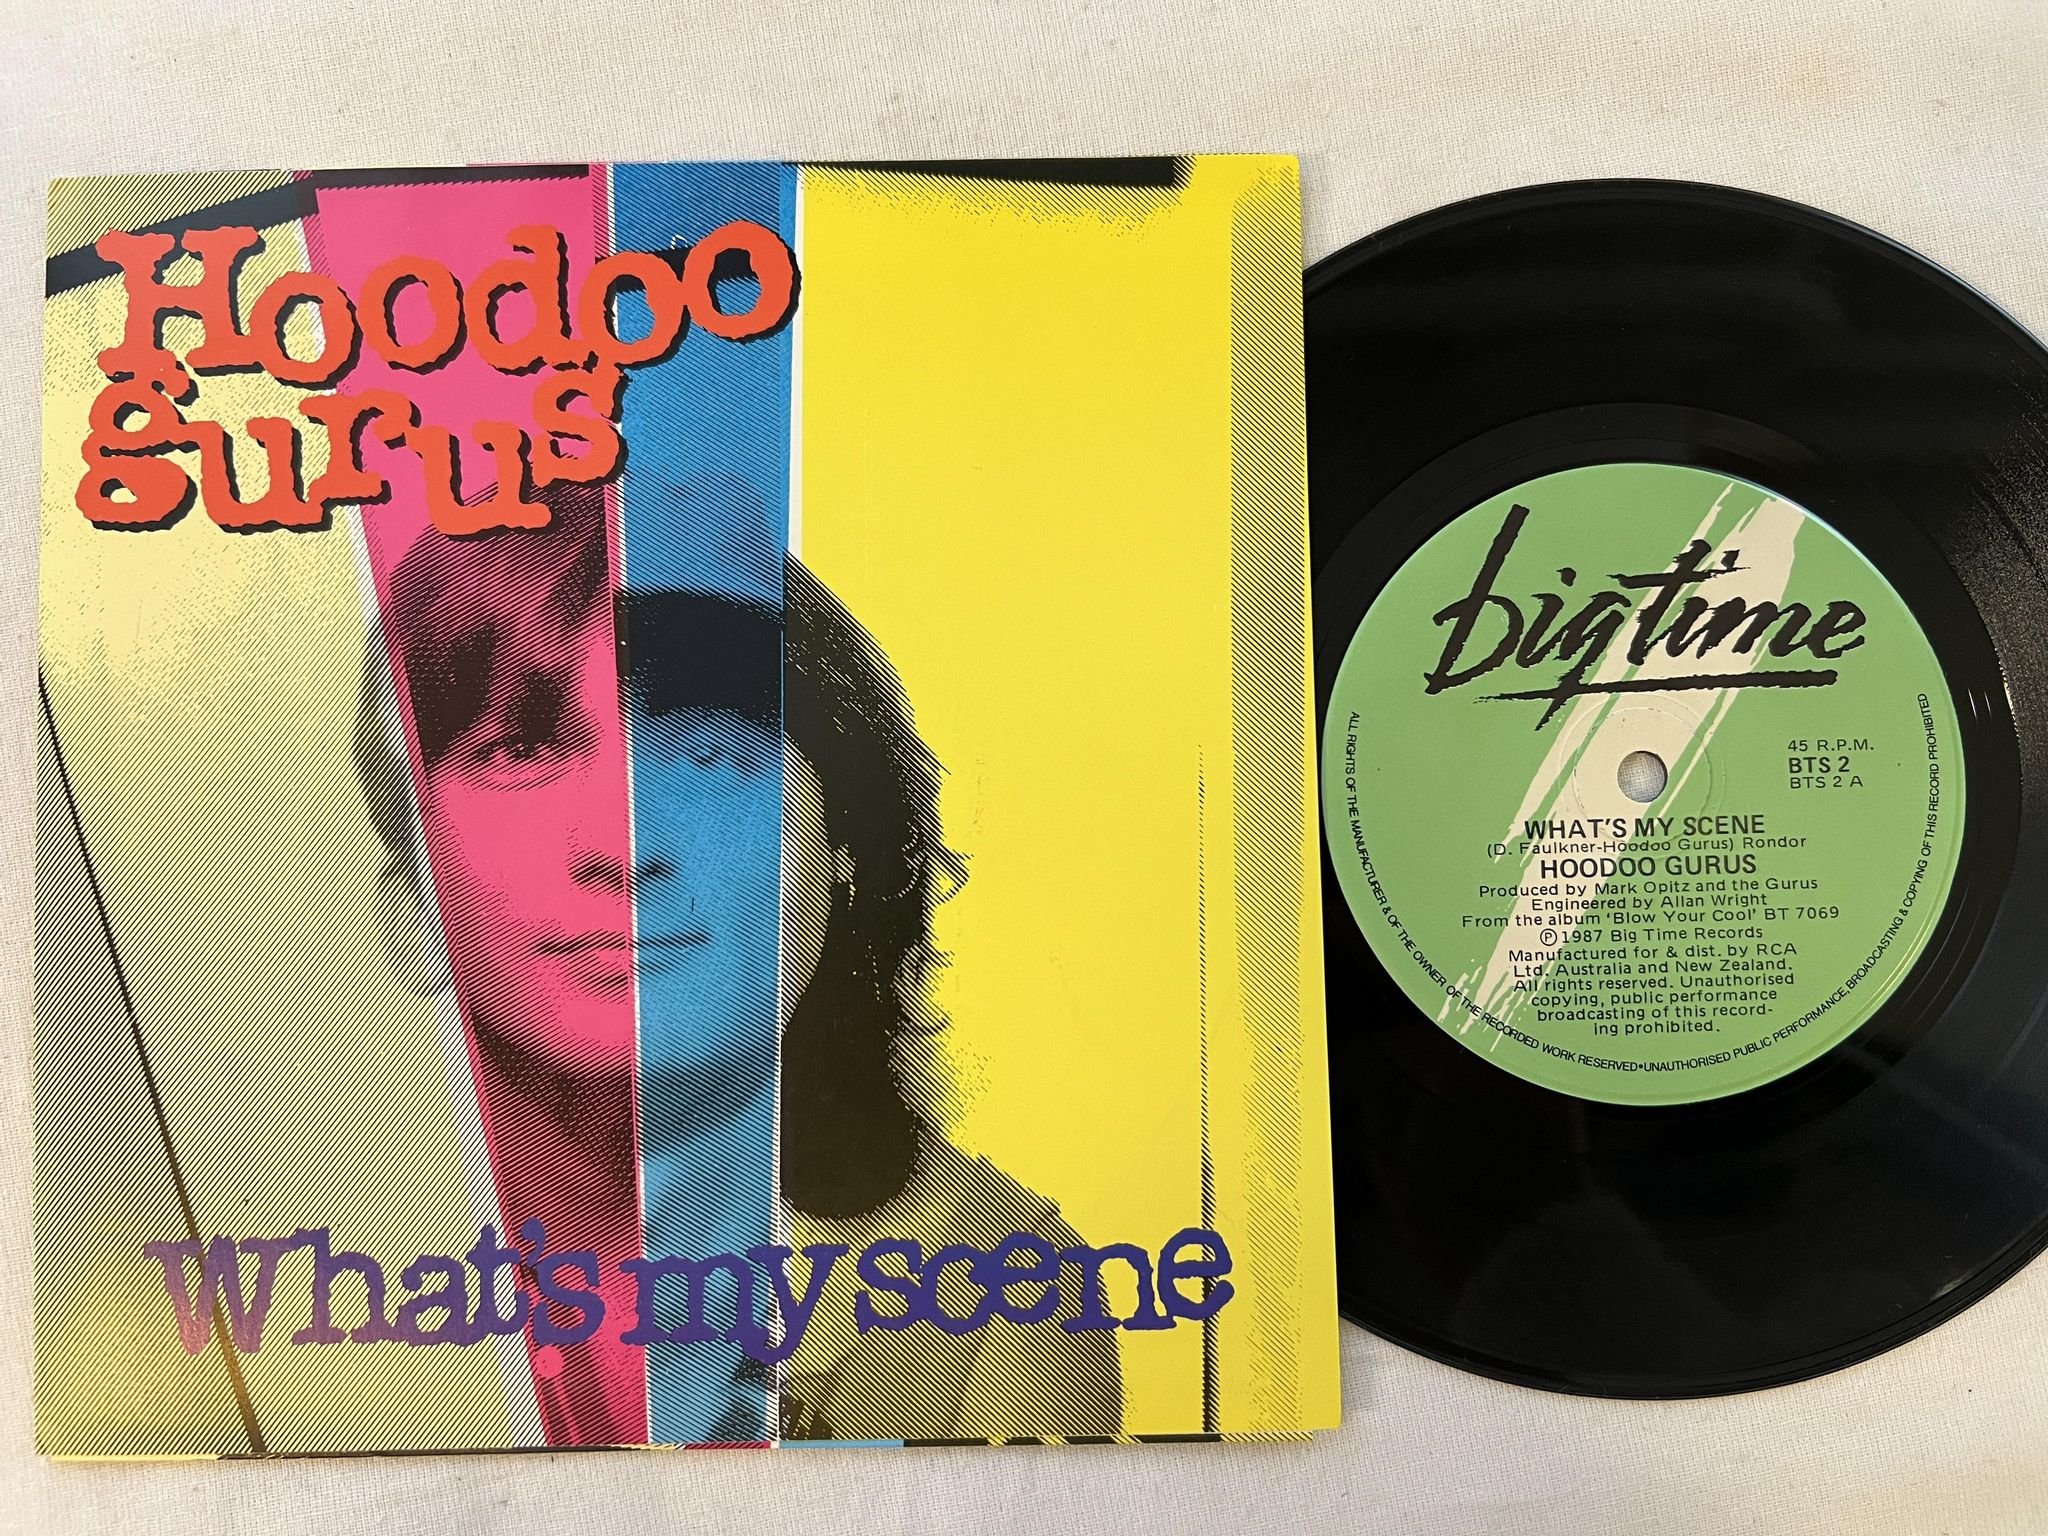 Hoodoo
gurus
What's my scene
big time
45 R.P.M.
BTS 2
BTS 2 A
WHAT'S MY SCENE
(D. Faulkner-Hoodoo Gurus) Rondor
HOODOO GURUS
Produced by Mark Opitz and the Gurus
Engineered by Allan Wright
From the album 'Blow Your Cool' BT 7069
℗ 1987 Big Time Records
Manufactured for & dist. by RCA
Ltd. Australia and New Zealand.
All rights reserved. Unauthorised
copying, public performance
broadcasting of this record-
ing prohibited.
ALL RIGHTS OF THE MANUFACTURER & OF THE OWNER OF THE RECORDED WORK RESERVED•UNAUTHORISED PUBLIC PERFORMANCE, BROADCASTING & COPYING OF THIS RECORD PROHIBITED